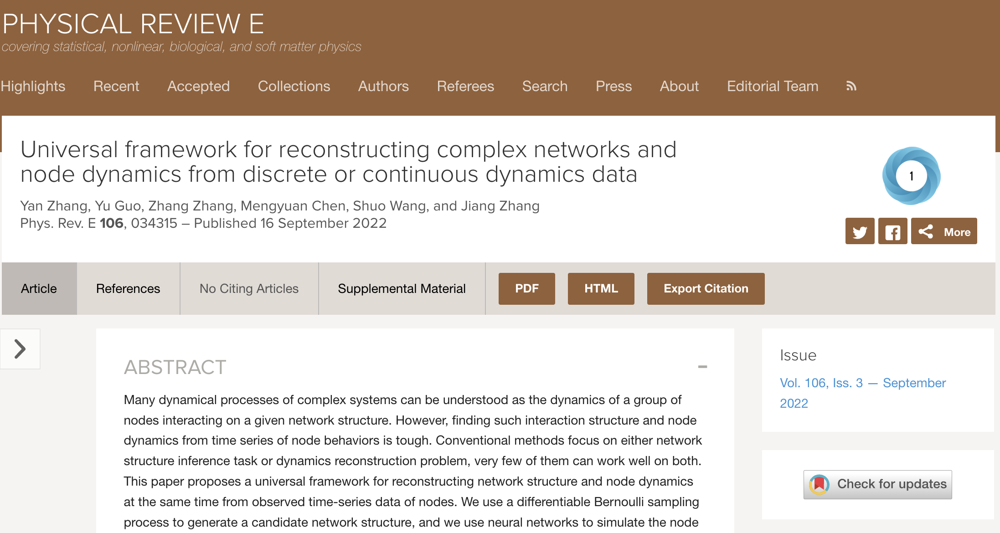 PHYSICAL REVIEW E
covering statistical, nonlinear, biological, and soft matter physics
Highlights Recent Accepted Collections Authors Referees Search Press About Editorial Team
Universal framework for reconstructing complex networks and
node dynamics from discrete or continuous dynamics data
Yan Zhang, Yu Guo, Zhang Zhang, Mengyuan Chen, Shuo Wang, and Jiang Zhang
Phys. Rev. E 106, 034315 – Published 16 September 2022
1
More
Article References No Citing Articles Supplemental Material PDF HTML Export Citation
ABSTRACT
Many dynamical processes of complex systems can be understood as the dynamics of a group of
nodes interacting on a given network structure. However, finding such interaction structure and node
dynamics from time series of node behaviors is tough. Conventional methods focus on either network
structure inference task or dynamics reconstruction problem, very few of them can work well on both.
This paper proposes a universal framework for reconstructing network structure and node dynamics
at the same time from observed time-series data of nodes. We use a differentiable Bernoulli sampling
process to generate a candidate network structure, and we use neural networks to simulate the node
Issue
Vol. 106, Iss. 3 — September
2022
Check for updates